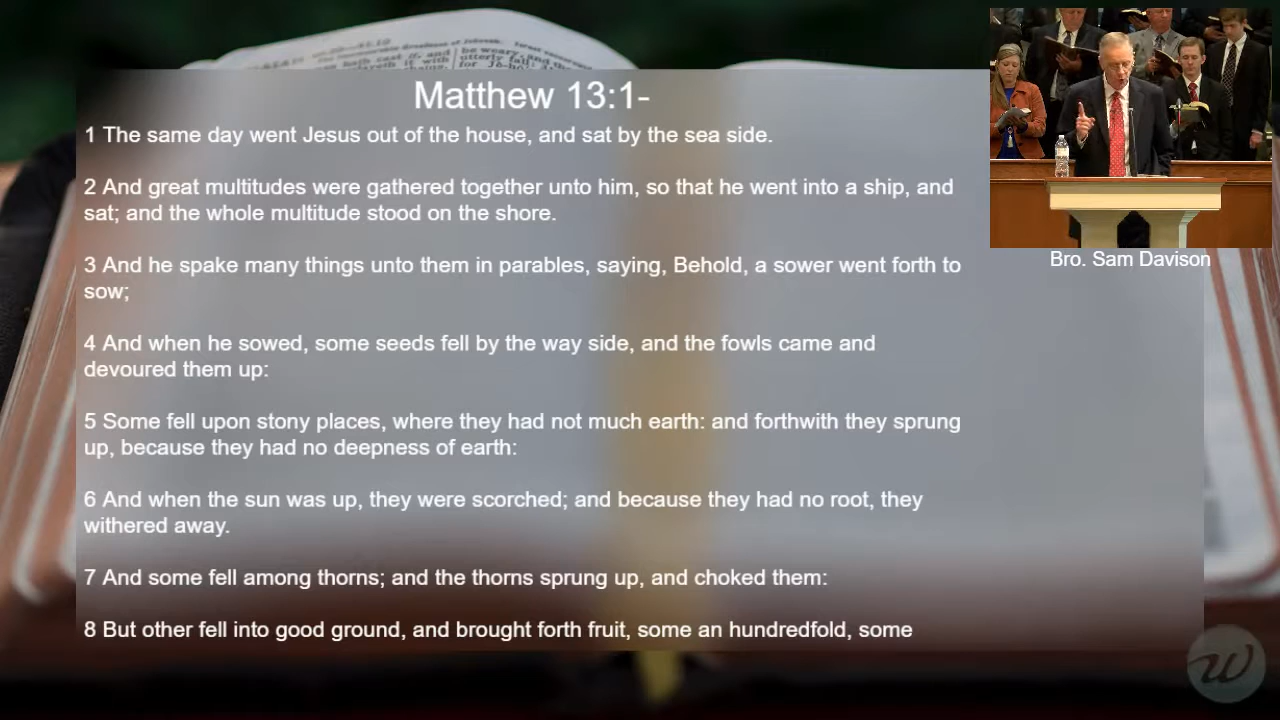 Matthew 13:1-
1 The same day went Jesus out of the house, and sat by the sea side.
2 And great multitudes were gathered together unto him, so that he went into a ship, and
sat; and the whole multitude stood on the shore.
3 And he spake many things unto them in parables, saying, Behold, a sower went forth to
sow;
4 And when he sowed, some seeds fell by the way side, and the fowls came and
devoured them up:
5 Some fell upon stony places, where they had not much earth: and forthwith they sprung
up, because they had no deepness of earth:
6 And when the sun was up, they were scorched; and because they had no root, they
withered away.
7 And some fell among thorns; and the thorns sprung up, and choked them:
8 But other fell into good ground, and brought forth fruit, some an hundredfold, some
Bro. Sam Davison
be weary, and
utterly fall:
w